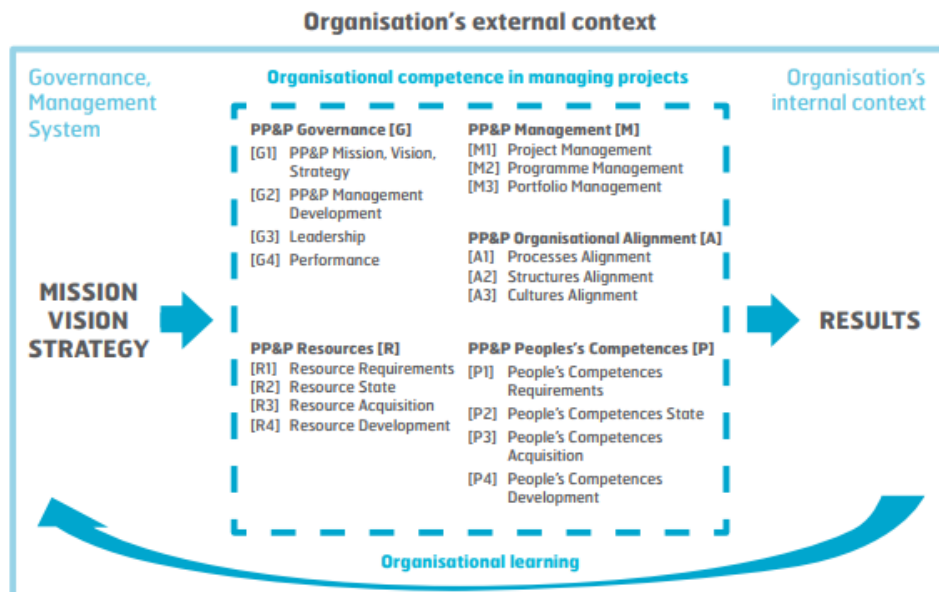 Organisation's external context
Governance,
Management
System
Organisational competence in managing projects
Organisation's
internal context
PP&P Governance [G]
[G1] PP&P Mission, Vision,
Strategy
[G2] PP&P Management
Development
[G3] Leadership
[G4] Performance
PP&P Management [M]
[M1] Project Management
[M2] Programme Management
[M3] Portfolio Management
PP&P Organisational Alignment [A]
[A1] Processes Alignment
[A2] Structures Alignment
[A3] Cultures Alignment
MISSION
VISION
STRATEGY
RESULTS
PP&P Resources [R]
[R1] Resource Requirements
[R2] Resource State
[R3] Resource Acquisition
[R4] Resource Development
PP&P Peoples's Competences [P]
[P1] People's Competences
Requirements
[P2] People's Competences State
[P3] People's Competences
Acquisition
[P4] People's Competences
Development
Organisational learning